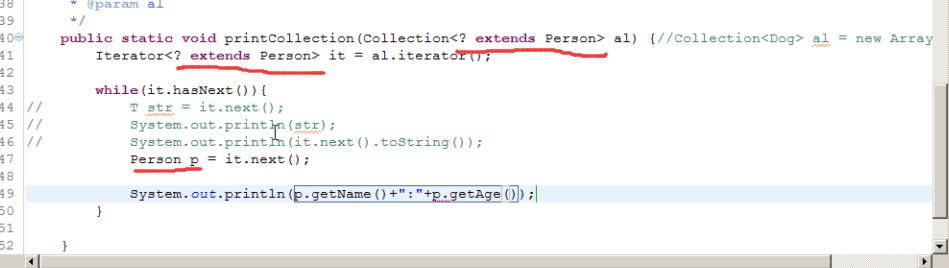 38 * @param al
39 */
40 public static void printCollection(Collection<? extends Person> al) {//Collection<Dog> al = new Array
41 Iterator<? extends Person> it = al.iterator();
42
43 while(it.hasNext()){
44 // T str = it.next();
45 // System.out.println(str);
46 // System.out.println(it.next().toString());
47 Person p = it.next();
48
49 System.out.println(p.getName()+":"+p.getAge());
50 }
51
52 }